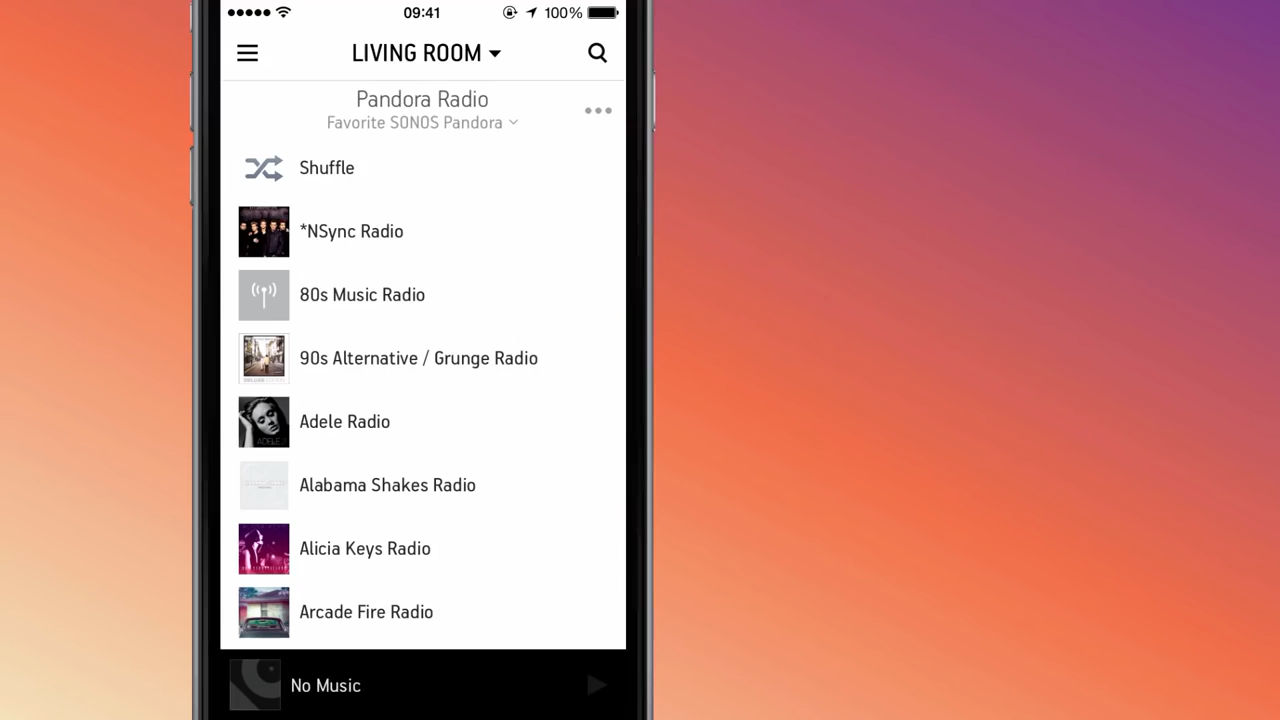 09:41 100%
LIVING ROOM
Pandora Radio
Favorite SONOS Pandora
Shuffle
*NSync Radio
80s Music Radio
90s Alternative / Grunge Radio
Adele Radio
Alabama Shakes Radio
Alicia Keys Radio
Arcade Fire Radio
No Music